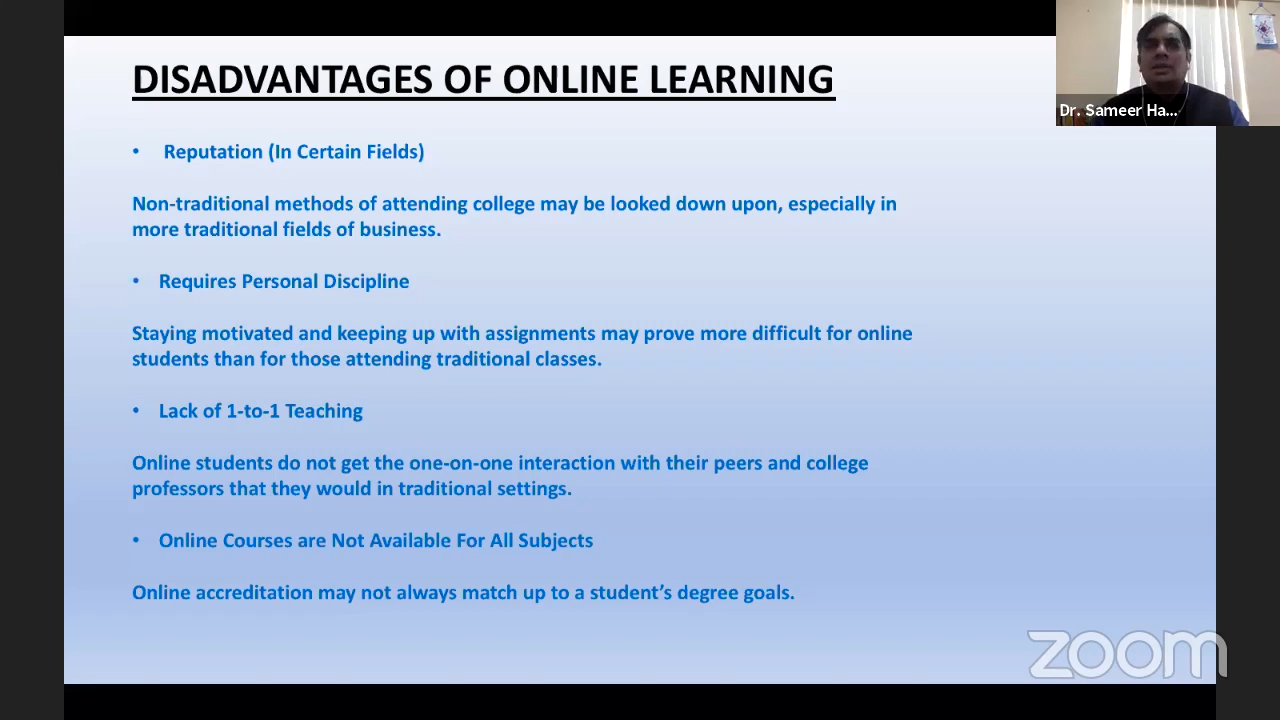 DISADVANTAGES OF ONLINE LEARNING
Dr. Sameer Ha...
• Reputation (In Certain Fields)
Non-traditional methods of attending college may be looked down upon, especially in
more traditional fields of business.
• Requires Personal Discipline
Staying motivated and keeping up with assignments may prove more difficult for online
students than for those attending traditional classes.
• Lack of 1-to-1 Teaching
Online students do not get the one-on-one interaction with their peers and college
professors that they would in traditional settings.
• Online Courses are Not Available For All Subjects
Online accreditation may not always match up to a student’s degree goals.
zoom